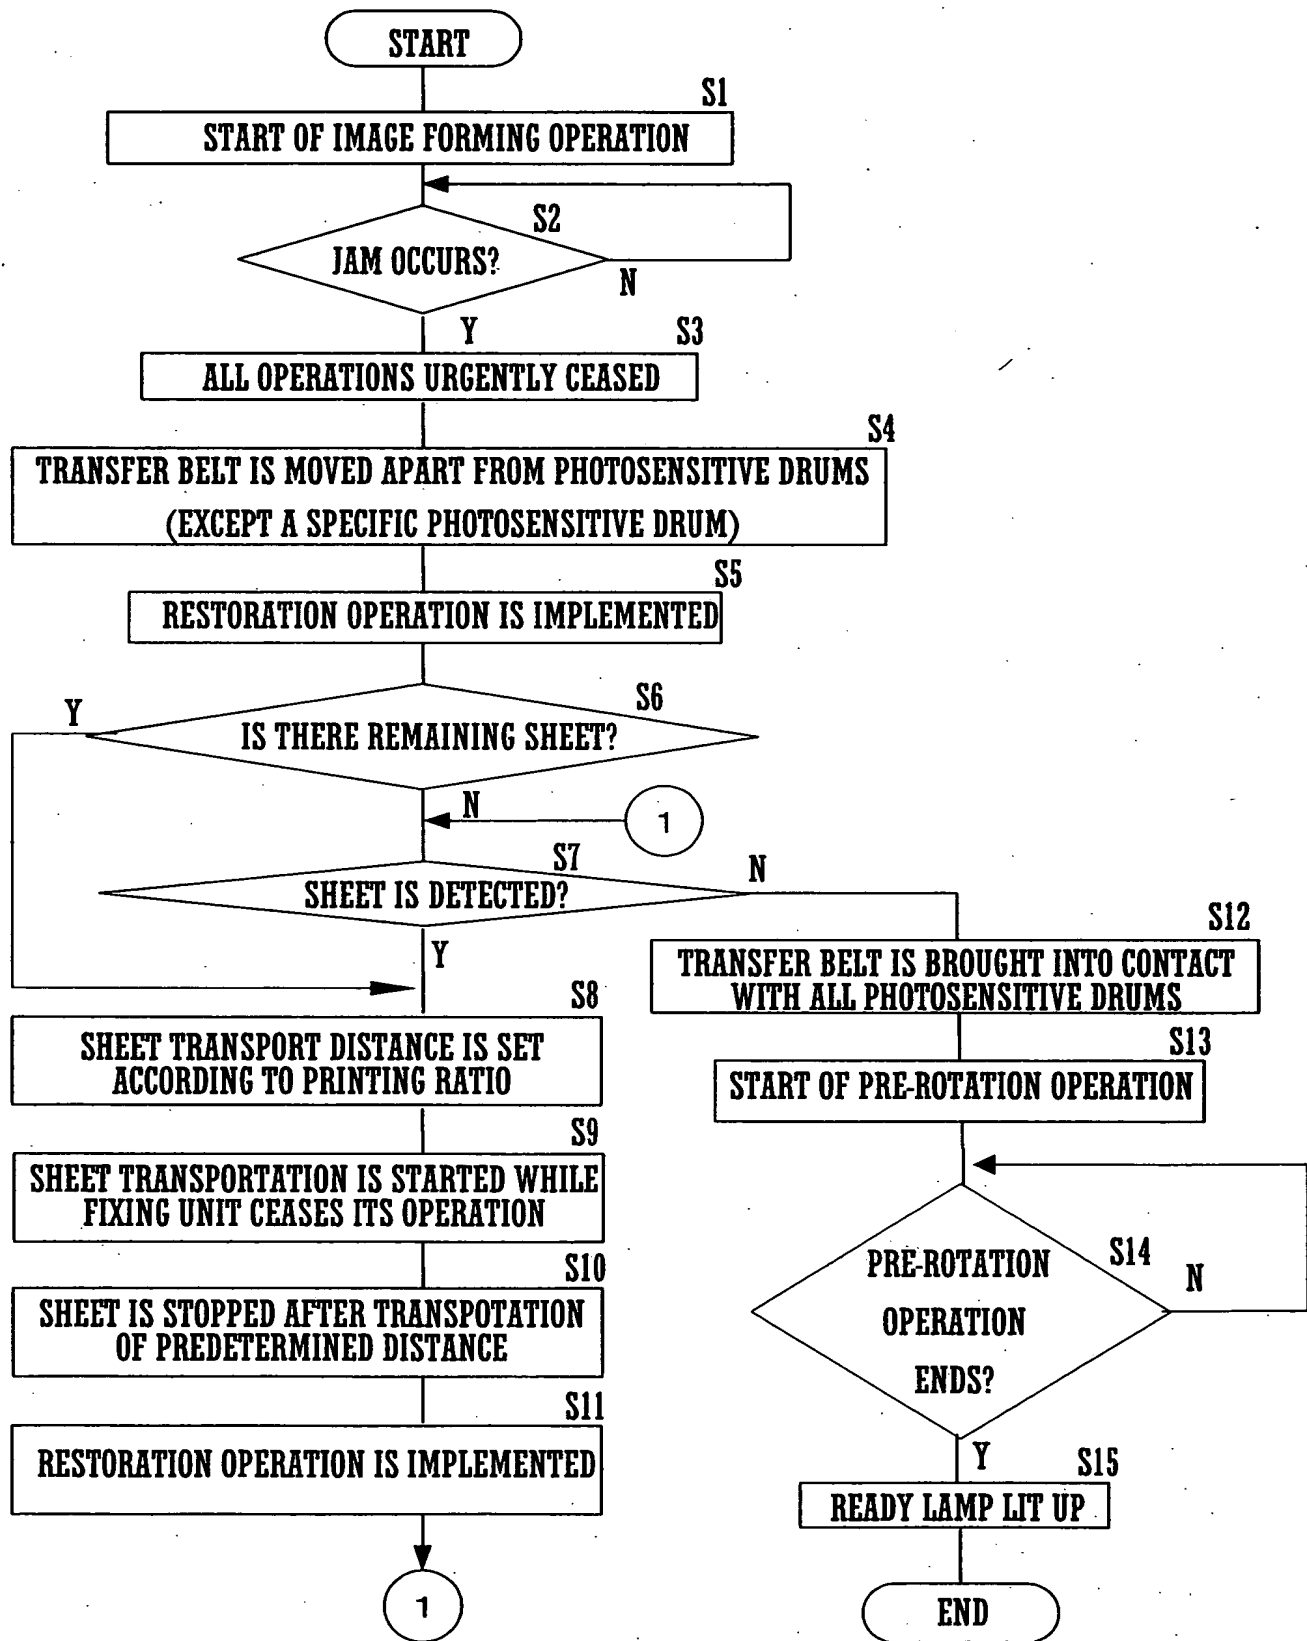 START
S1
START OF IMAGE FORMING OPERATION
S2
JAM OCCURS?
N
Y
S3
ALL OPERATIONS URGENTLY CEASED
S4
TRANSFER BELT IS MOVED APART FROM PHOTOSENSITIVE DRUMS
(EXCEPT A SPECIFIC PHOTOSENSITIVE DRUM)
S5
RESTORATION OPERATION IS IMPLEMENTED
S6
Y
IS THERE REMAINING SHEET?
N
1
S7
SHEET IS DETECTED?
N
Y
S8
SHEET TRANSPORT DISTANCE IS SET
ACCORDING TO PRINTING RATIO
S9
SHEET TRANSPORTATION IS STARTED WHILE
FIXING UNIT CEASES ITS OPERATION
S10
SHEET IS STOPPED AFTER TRANSPOTATION
OF PREDETERMINED DISTANCE
S11
RESTORATION OPERATION IS IMPLEMENTED
1
S12
TRANSFER BELT IS BROUGHT INTO CONTACT
WITH ALL PHOTOSENSITIVE DRUMS
S13
START OF PRE-ROTATION OPERATION
S14
PRE-ROTATION
OPERATION
ENDS?
N
Y
S15
READY LAMP LIT UP
END